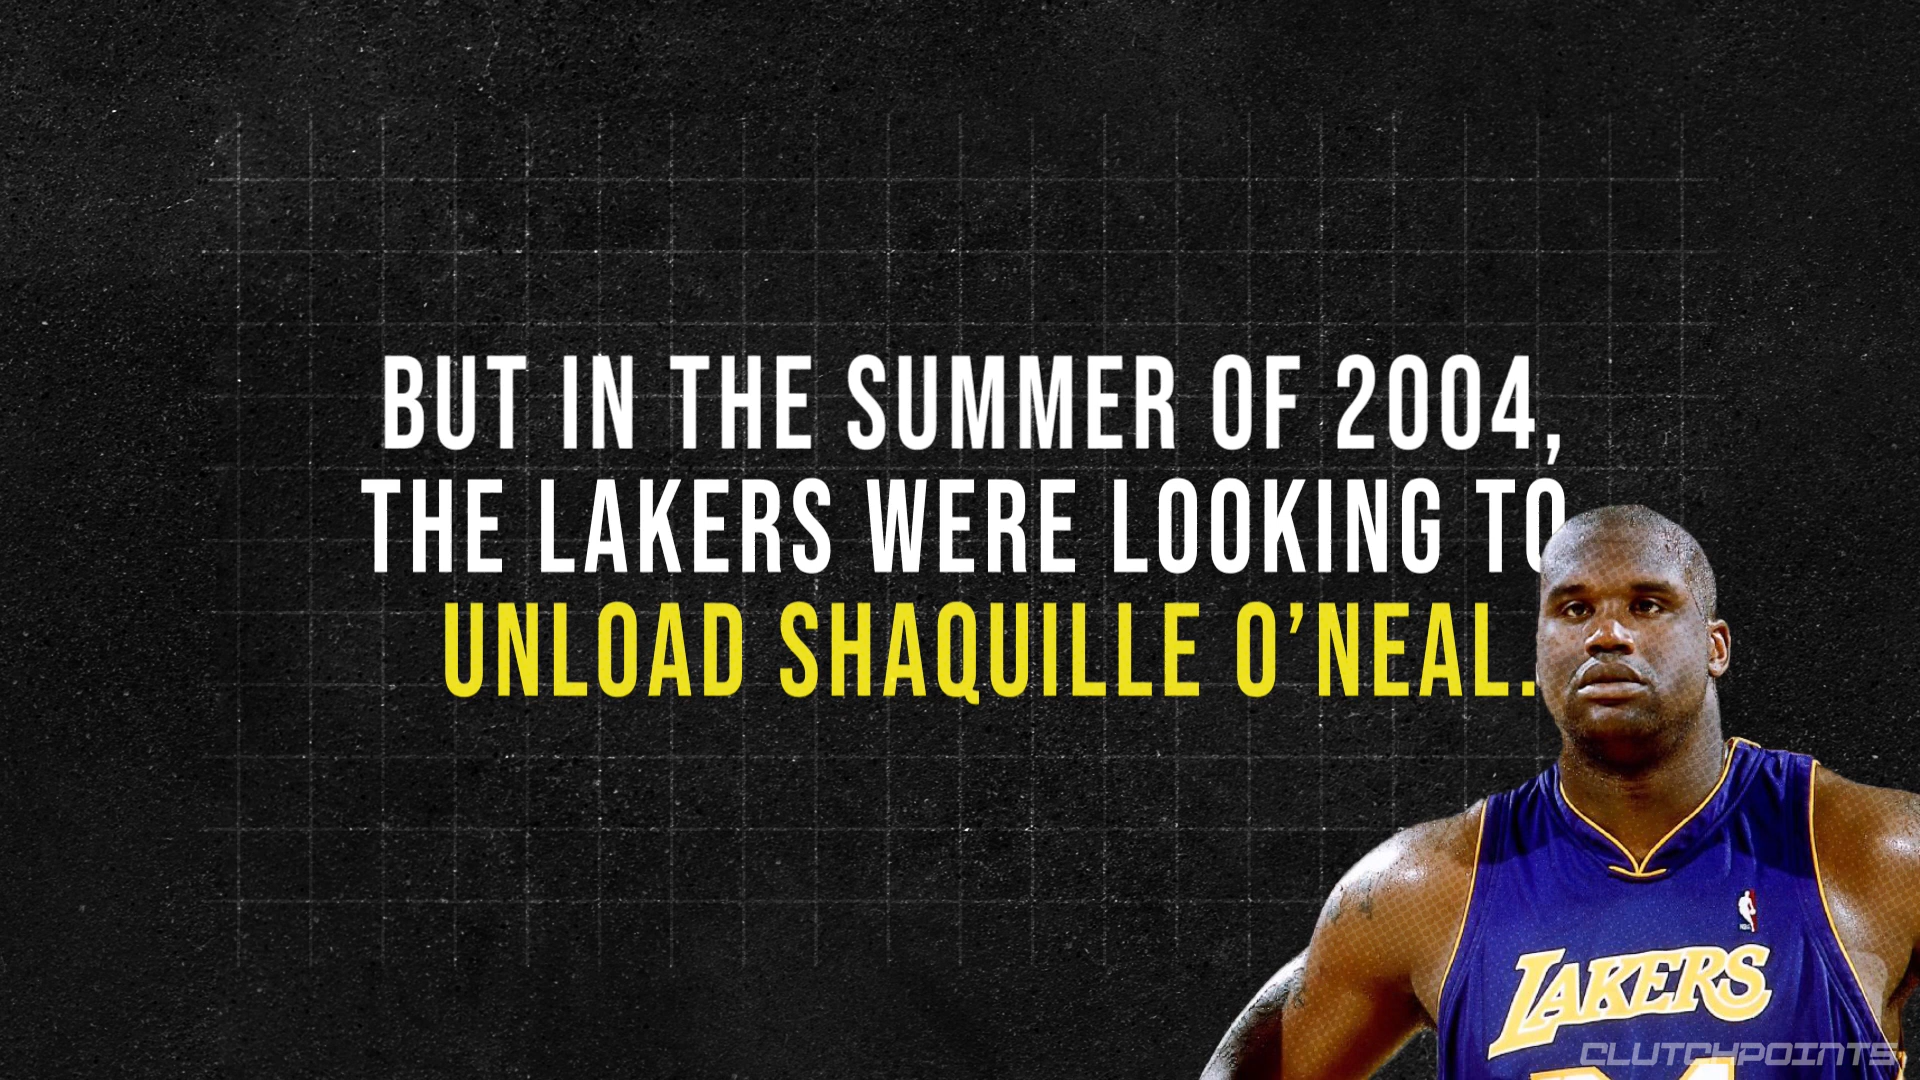 BUT IN THE SUMMER OF 2004,
THE LAKERS WERE LOOKING TO
UNLOAD SHAQUILLE O’NEAL.
LAKERS
CLUTCHPOINTS